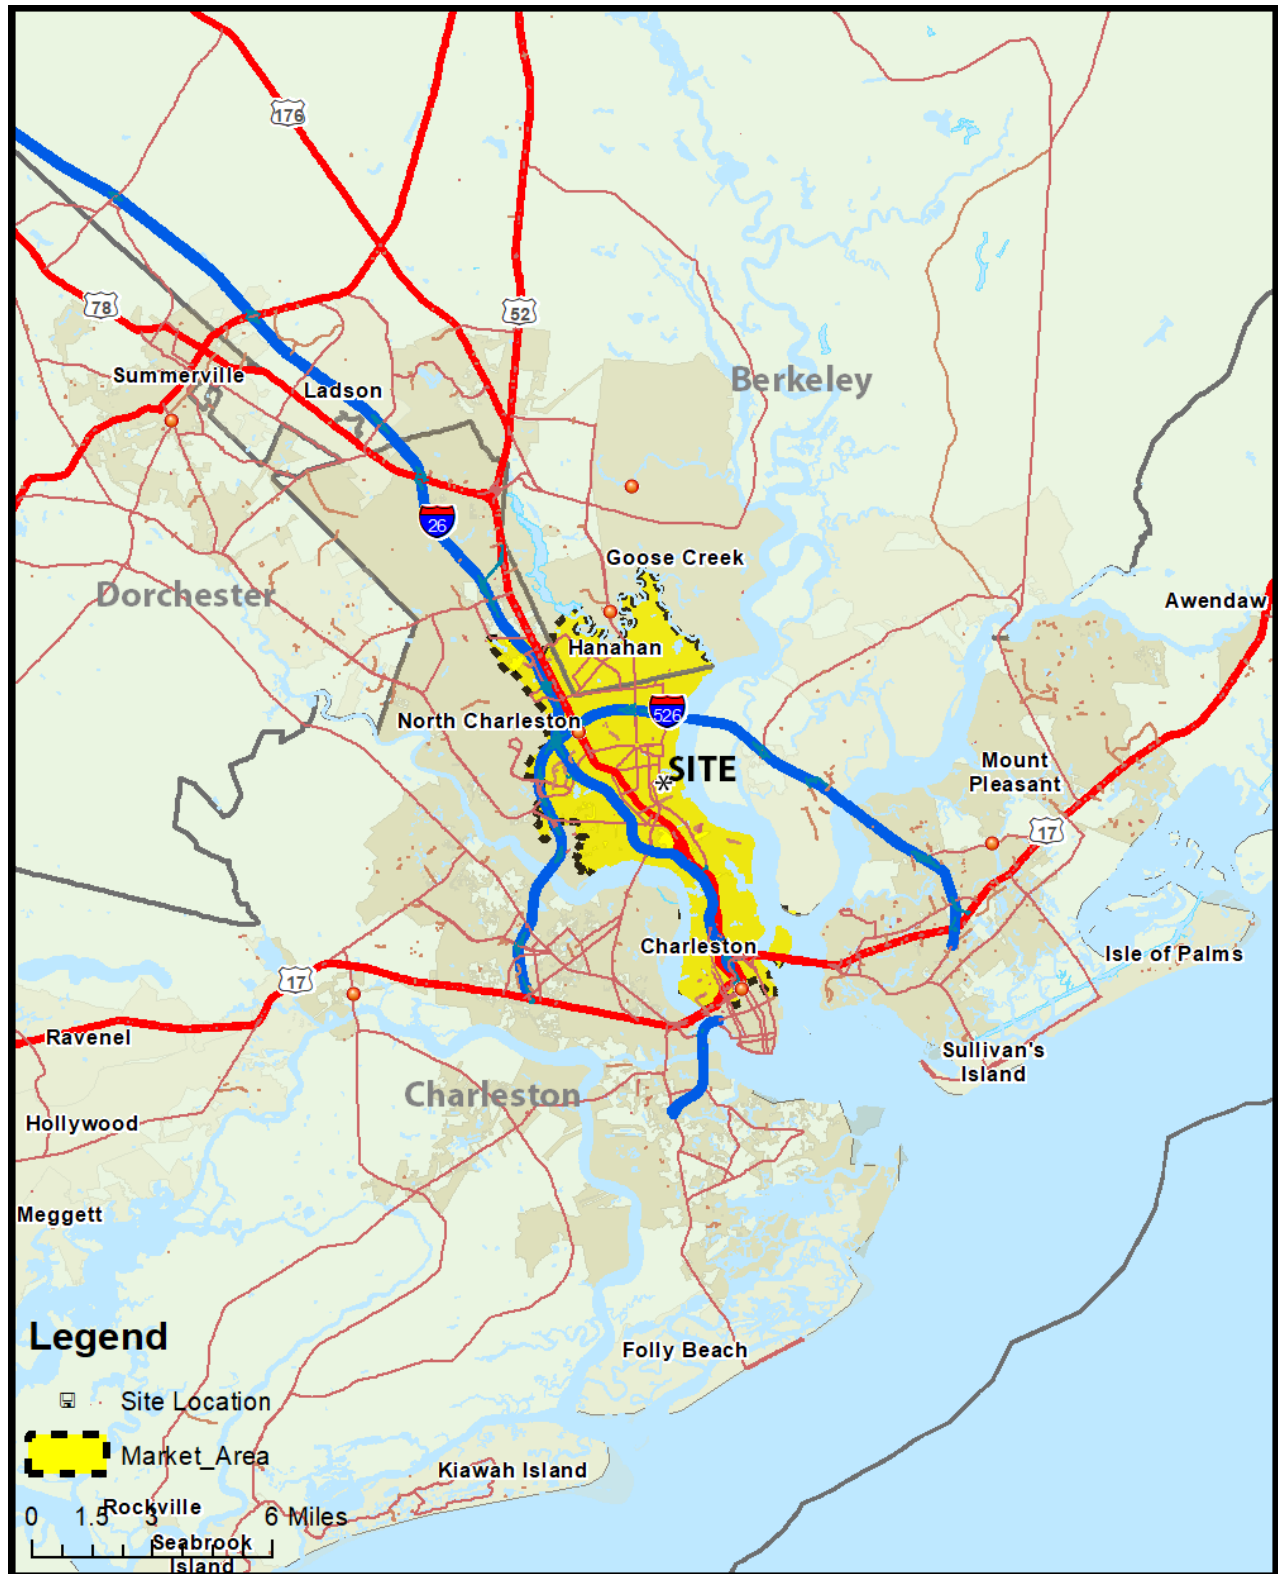 176
78
52
Summerville
Ladson
Berkeley
26
Goose Creek
Dorchester
Awendaw
Hanahan
526
North Charleston
SITE
Mount
Pleasant
17
Charleston
Isle of Palms
17
Ravenel
Sullivan's
Island
Charleston
Hollywood
Meggett
Legend
Folly Beach
Site Location
Market_Area
Kiawah Island
Rockville
0 1.5 3 6 Miles
Seabrook
Island